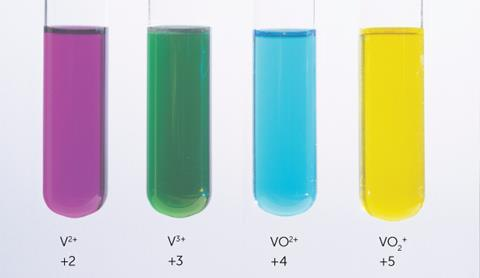 V²⁺ V³⁺ VO²⁺ VO₂⁺
+2 +3 +4 +5